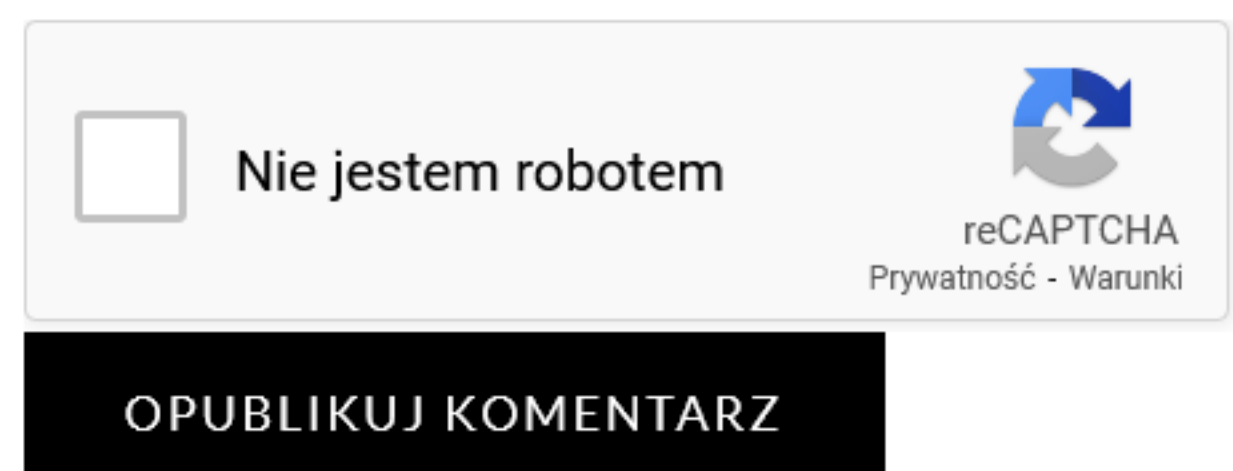 Nie jestem robotem
reCAPTCHA
Prywatność - Warunki
OPUBLIKUJ KOMENTARZ